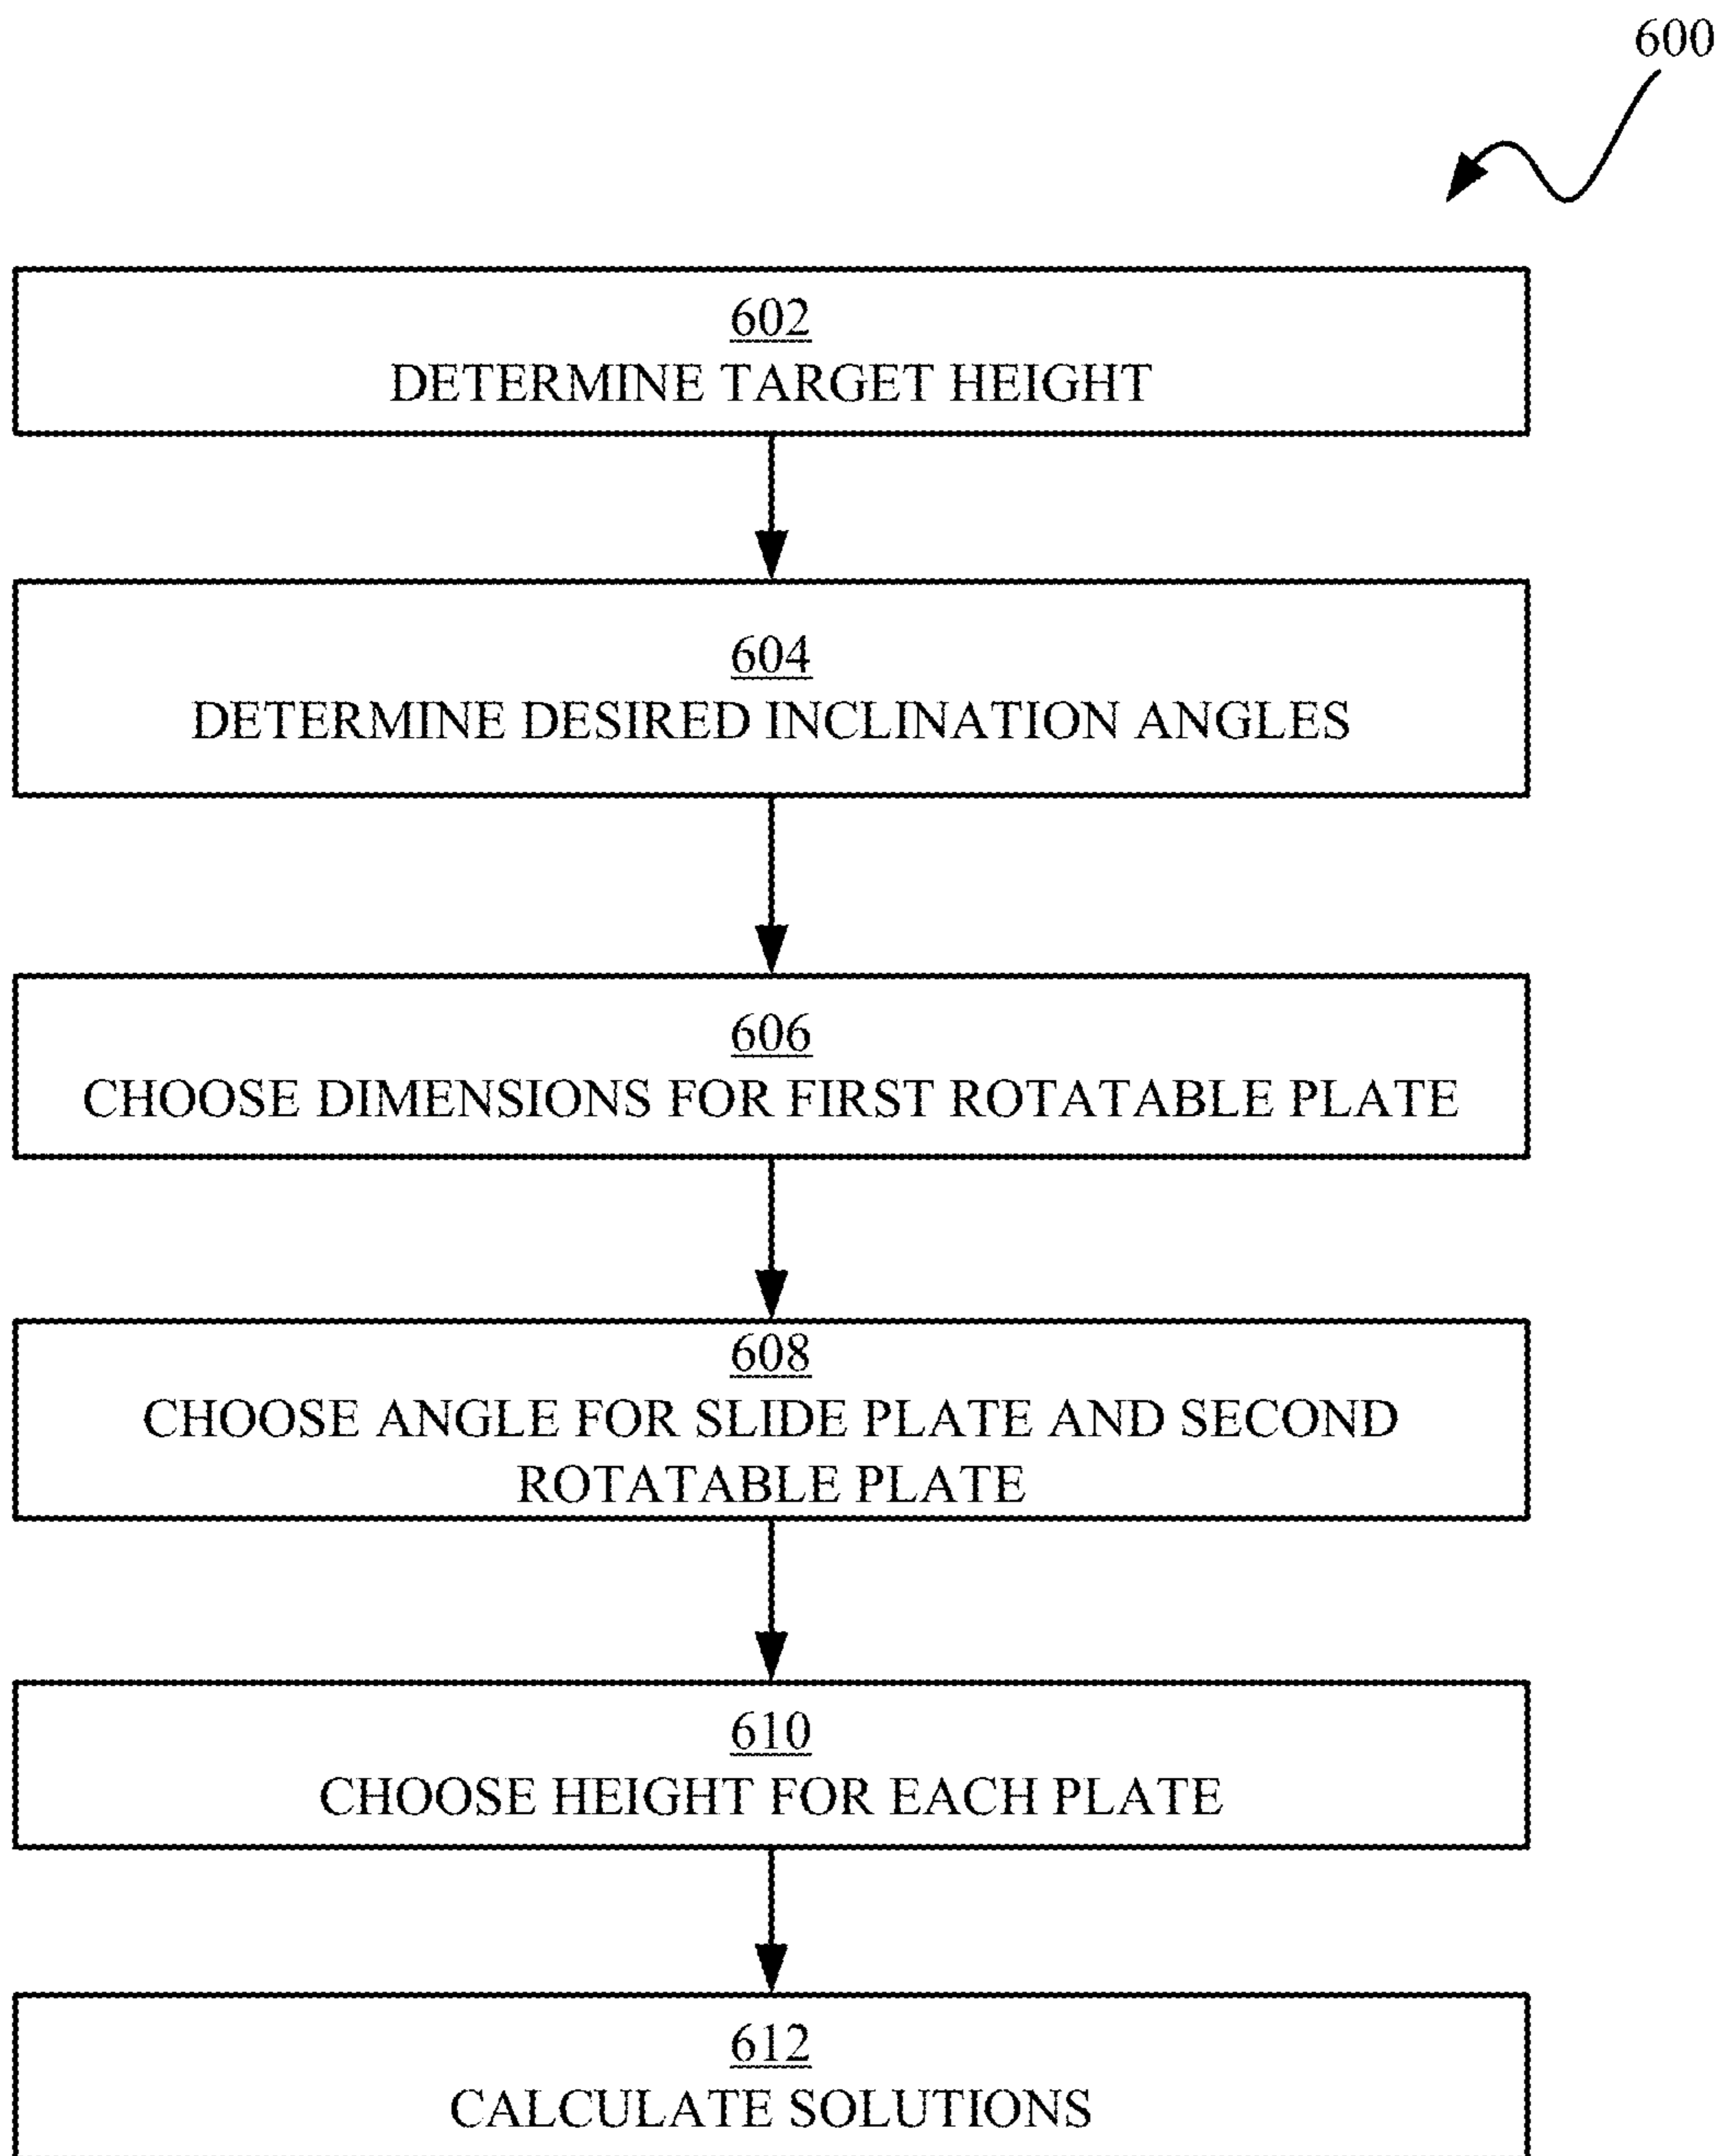 600
602
DETERMINE TARGET HEIGHT
604
DETERMINE DESIRED INCLINATION ANGLES
606
CHOOSE DIMENSIONS FOR FIRST ROTATABLE PLATE
608
CHOOSE ANGLE FOR SLIDE PLATE AND SECOND
ROTATABLE PLATE
610
CHOOSE HEIGHT FOR EACH PLATE
612
CALCULATE SOLUTIONS